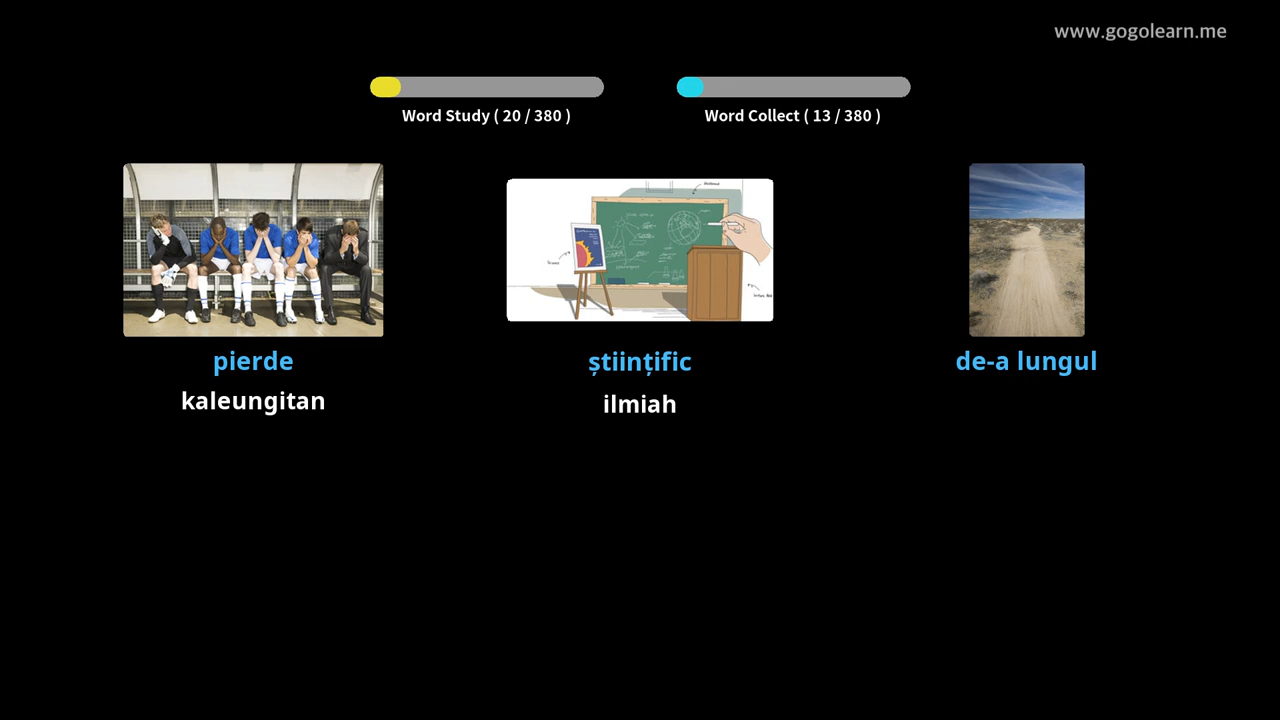 www.gogolearn.me
Word Study ( 20 / 380 )
Word Collect ( 13 / 380 )
pierde
științific
de-a lungul
kaleungitan
ilmiah